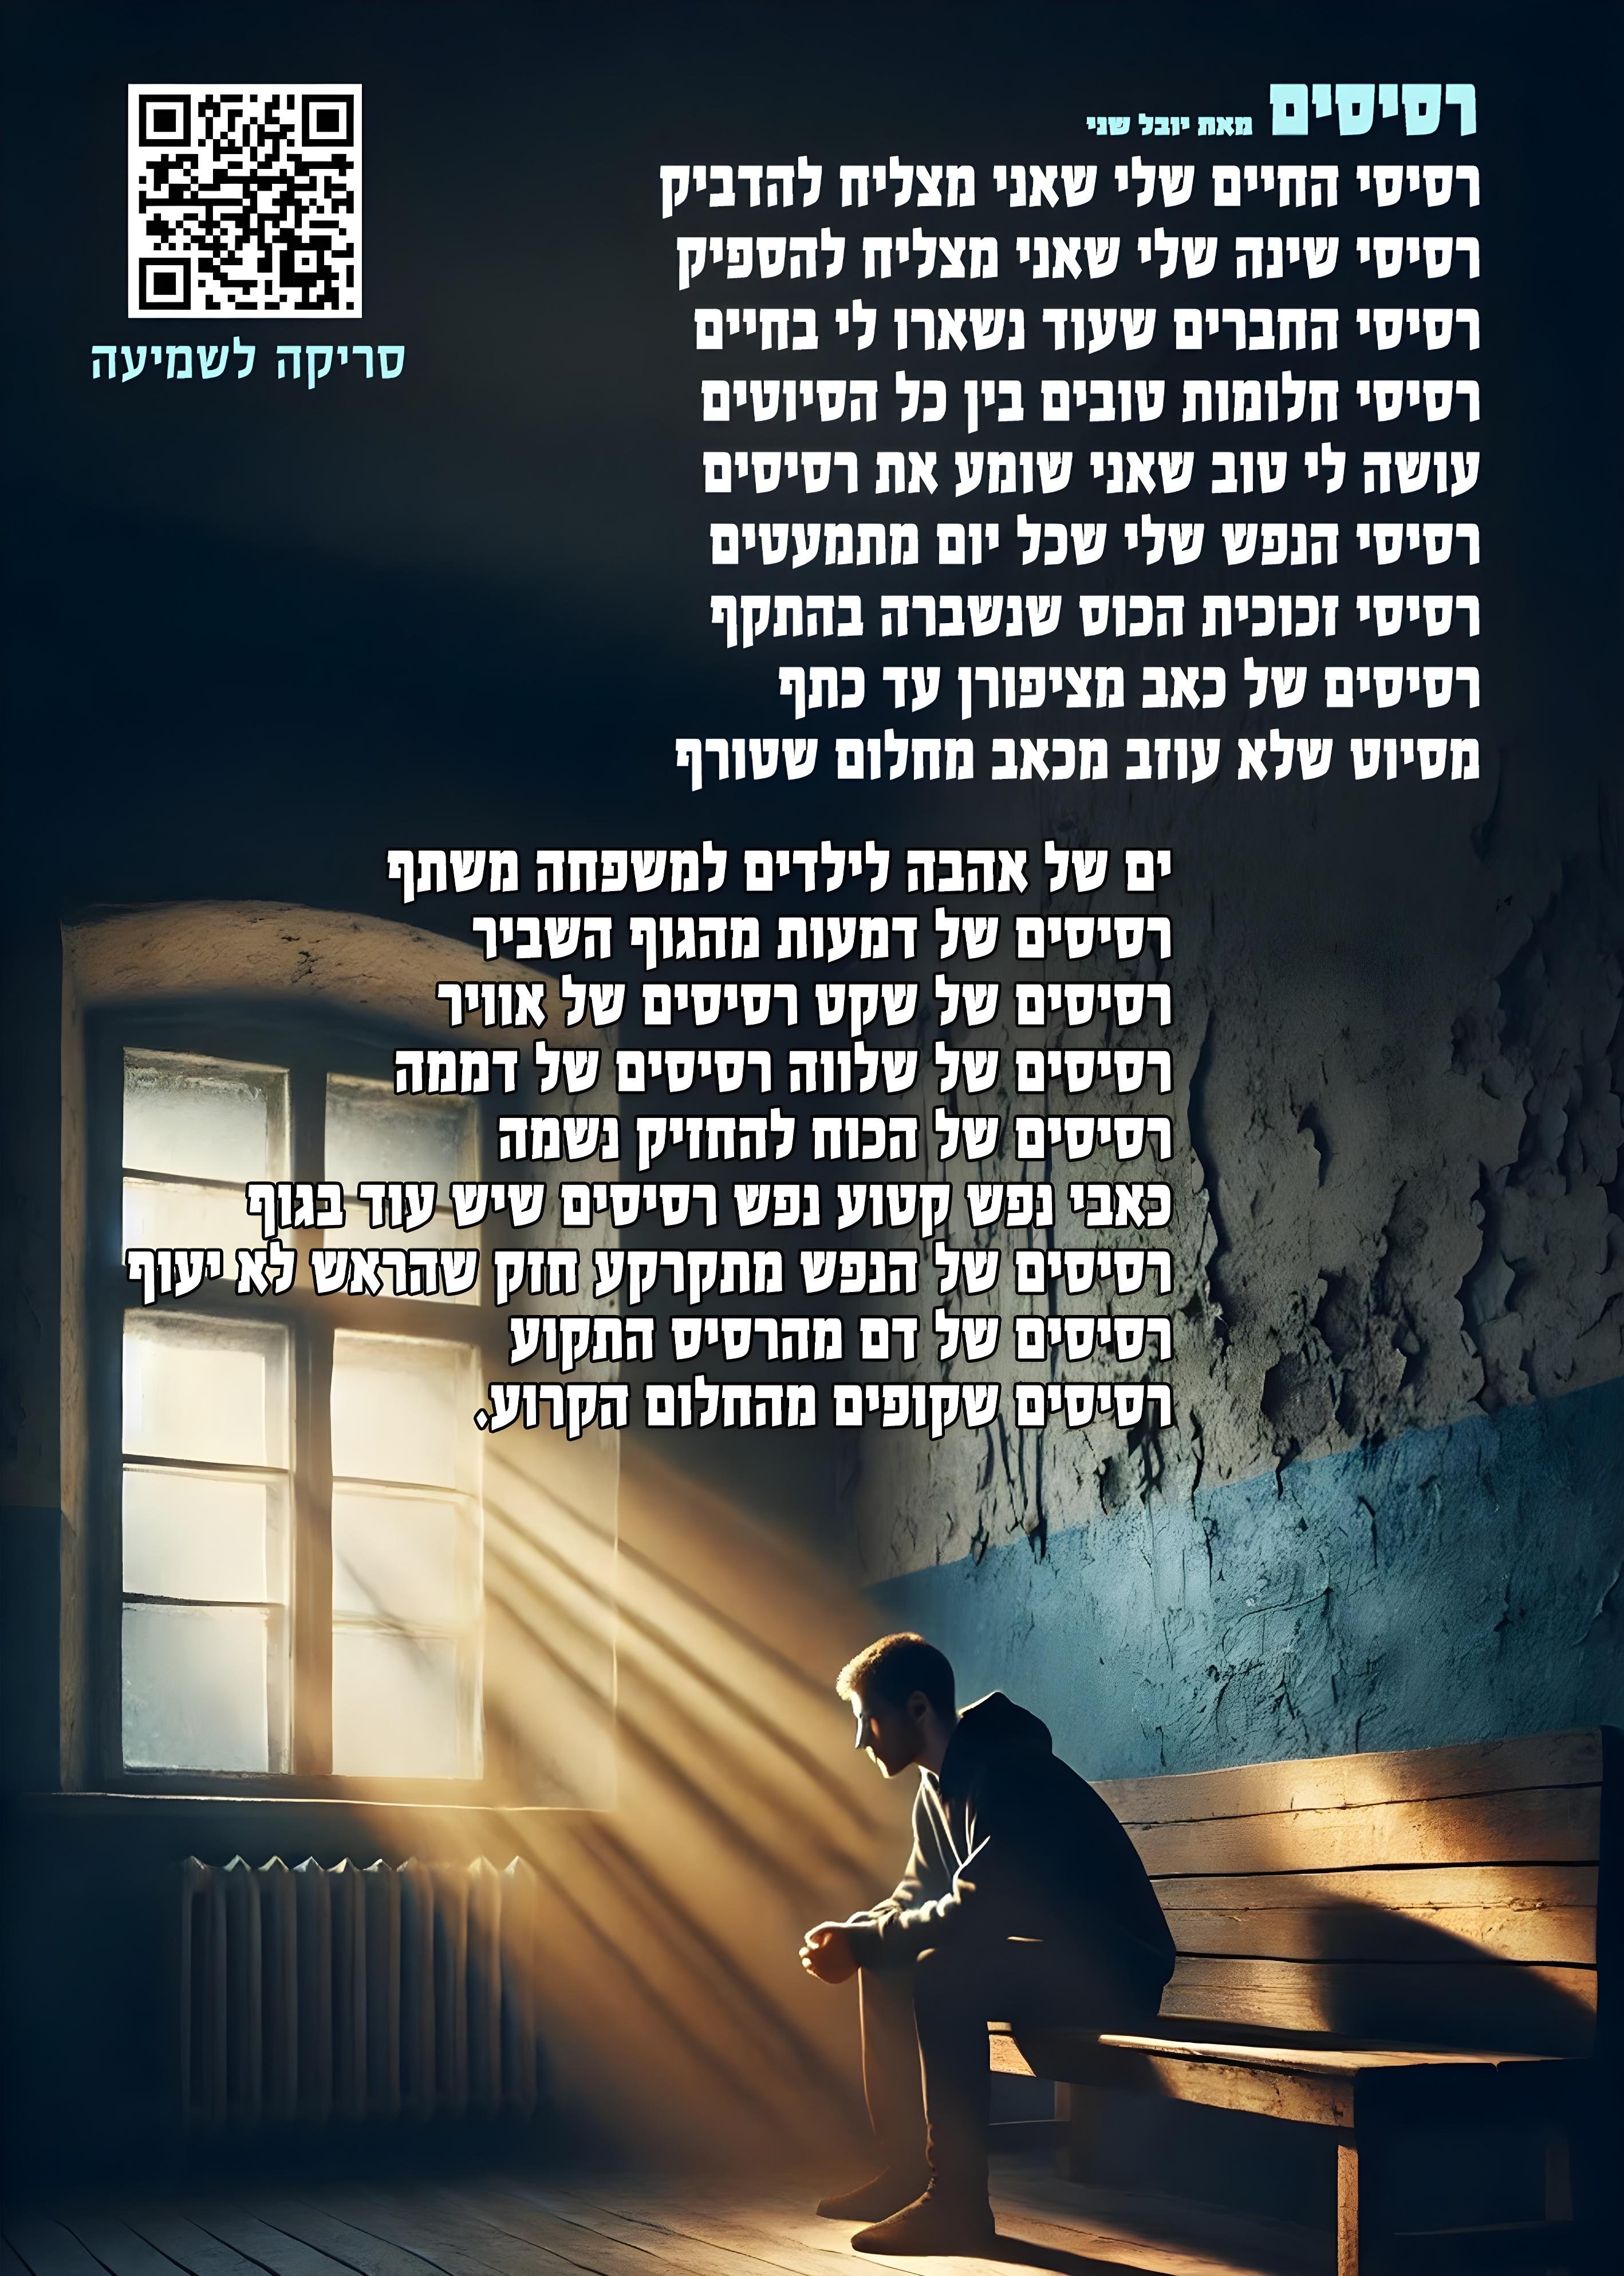 רסיסים מאת יובל שני
רסיסי החיים שלי שאני מצליח להדביק
רסיסי שינה שלי שאני מצליח להספיק
רסיסי החברים שעוד נשארו לי בחיים
רסיסי חלומות טובים בין כל הסיוטים
עושה לי טוב שאני שומע את רסיסים
רסיסי הנפש שלי שכל יום מתמעטים
רסיסי זכוכית הכוס שנשברה בהתקף
רסיסים של כאב מציפורן עד כתף
מסיוט שלא עוזב מכאב מחלום שטורף
ים של אהבה לילדים למשפחה משתף
רסיסים של דמעות מהגוף השביר
רסיסים של שקט רסיסים של אוויר
רסיסים של שלווה רסיסים של דממה
רסיסים של הכוח להחזיק נשמה
כאבי נפש קטוע נפש רסיסים שיש עוד בגוף
רסיסים של הנפש מתקרקע חזק שהראש לא יעוף
רסיסים של דם מהרסיס התקוע
רסיסים שקופים מהחלום הקרוע.
סריקה לשמיעה